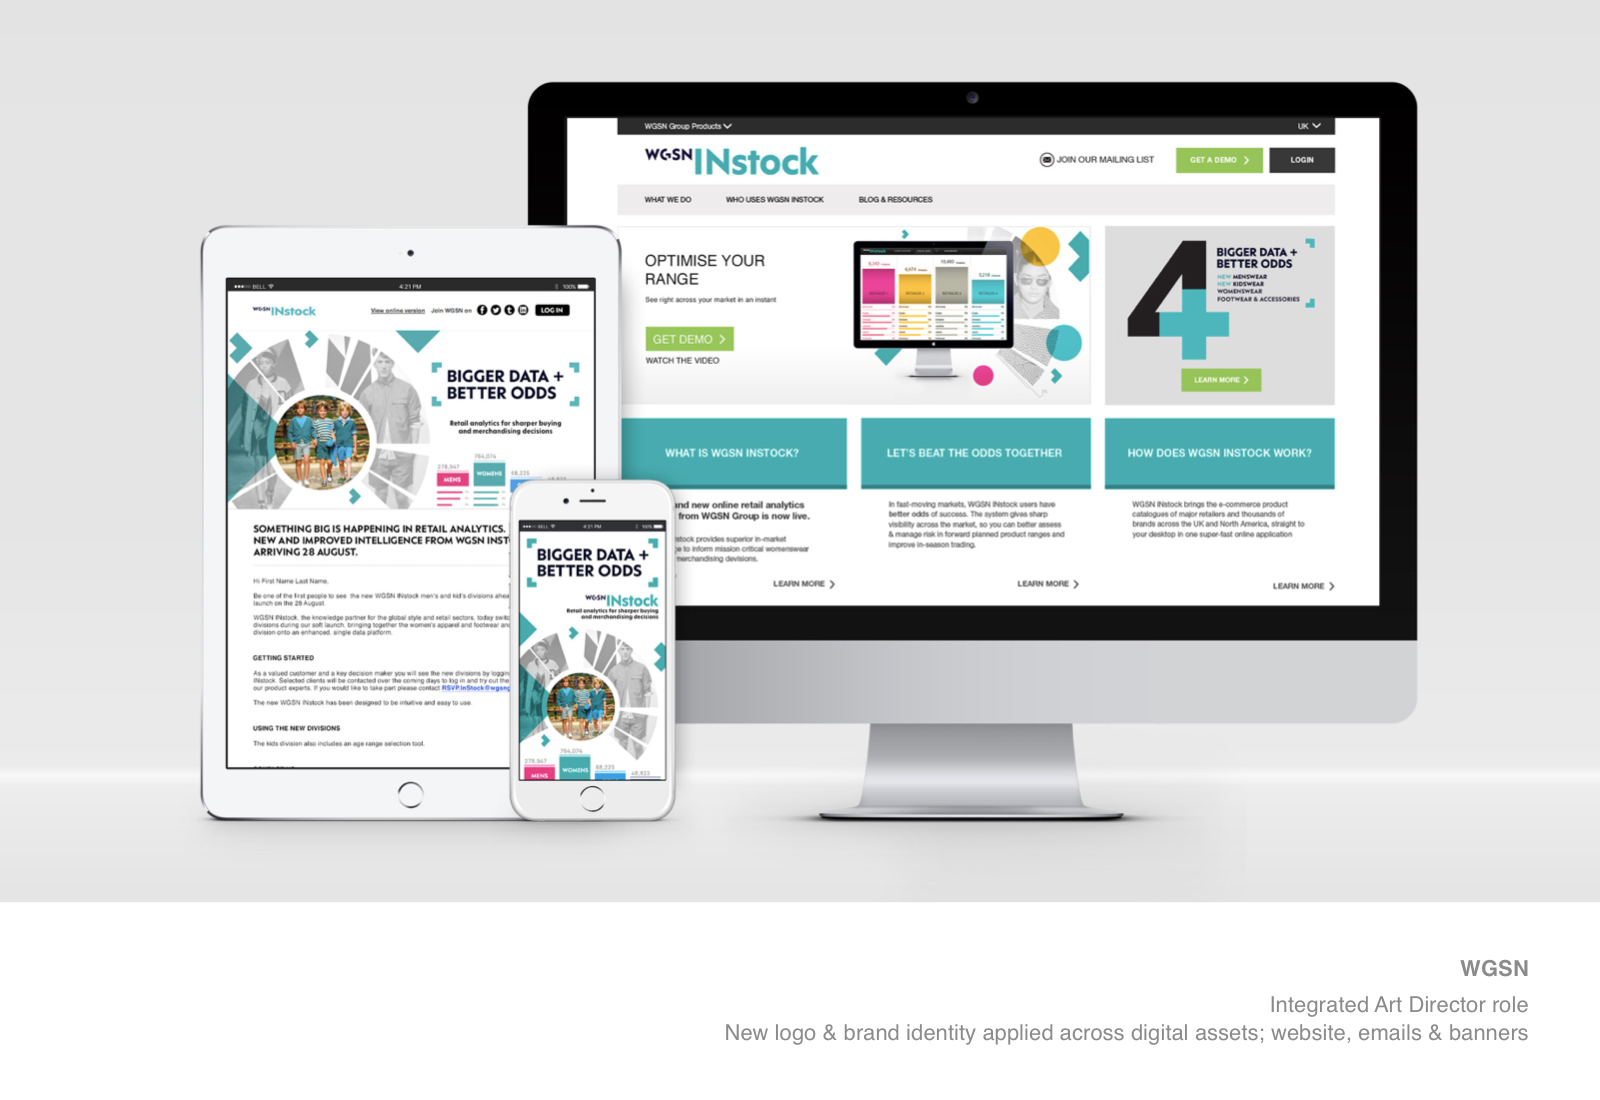 WGSN Group Products
UK
WGSN INstock
JOIN OUR MAILING LIST
GET A DEMO
LOGIN
WHAT WE DO
WHO USES WGSN INSTOCK
BLOG & RESOURCES
OPTIMISE YOUR
RANGE
See right across your market in an instant
GET DEMO
WATCH THE VIDEO
4
BIGGER DATA +
BETTER ODDS
NEW MENSWEAR
NEW KIDSWEAR
WOMENSWEAR
FOOTWEAR & ACCESSORIES
LEARN MORE
WHAT IS WGSN INSTOCK?
LET'S BEAT THE ODDS TOGETHER
HOW DOES WGSN INSTOCK WORK?
and new online retail analytics
from WGSN Group is now live.
stock provides superior in-market
to inform mission critical womenswear
merchandising devisions.
LEARN MORE
In fast-moving markets, WGSN INstock users have
better odds of success. The system gives sharp
visibility across the market, so you can better assess
& manage risk in forward planned product ranges and
improve in-season trading.
LEARN MORE
WGSN INstock brings the e-commerce product
catalogues of major retailers and thousands of
brands across the UK and North America, straight to
your desktop in one super-fast online application
LEARN MORE
BELL
4:21 PM
100%
WGSN INstock
View online version
Join WGSN on
LOG IN
BIGGER DATA +
BETTER ODDS
Retail analytics for sharper buying
and merchandising decisions
278,947
MENS
764,074
WOMENS
68,225
SOMETHING BIG IS HAPPENING IN RETAIL ANALYTICS.
NEW AND IMPROVED INTELLIGENCE FROM WGSN INST
ARRIVING 28 AUGUST.
Hi First Name Last Name,
Be one of the first people to see the new WGSN INstock men's and kid's divisions ahea
launch on the 28 August.
WGSN INstock, the knowledge partner for the global style and retail sectors, today switc
divisions during our soft launch, bringing together the women's apparel and footwear and
division onto an enhanced, single data platform.
GETTING STARTED
As a valued customer and a key decision maker you will see the new divisions by loggin
INstock. Selected clients will be contacted over the coming days to log in and try out the
our product experts. If you would like to take part please contact RSVP.InStock@wgsng
The new WGSN INstock has been designed to be intuitive and easy to use.
USING THE NEW DIVISIONS
The kids division also includes an age range selection tool.
BELL
4:21 PM
100%
BIGGER DATA +
BETTER ODDS
WGSN INstock
Retail analytics for sharper buying
and merchandising decisions
278,947
MENS
764,074
WOMENS
68,225
48,823
WGSN
Integrated Art Director role
New logo & brand identity applied across digital assets; website, emails & banners